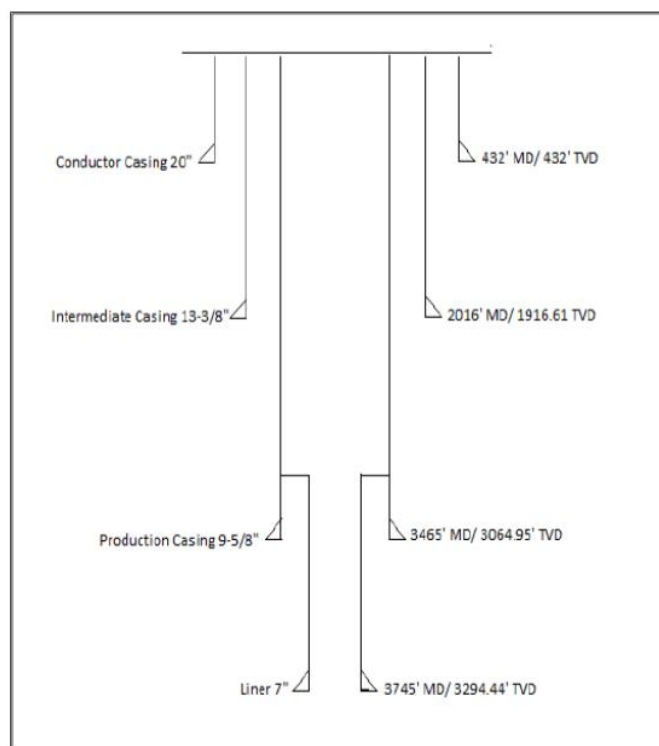 Conductor Casing 20"
432' MD/ 432' TVD
Intermediate Casing 13-3/8"
2016' MD/ 1916.61 TVD
Production Casing 9-5/8"
3465' MD/ 3064.95' TVD
Liner 7"
3745' MD/ 3294.44' TVD